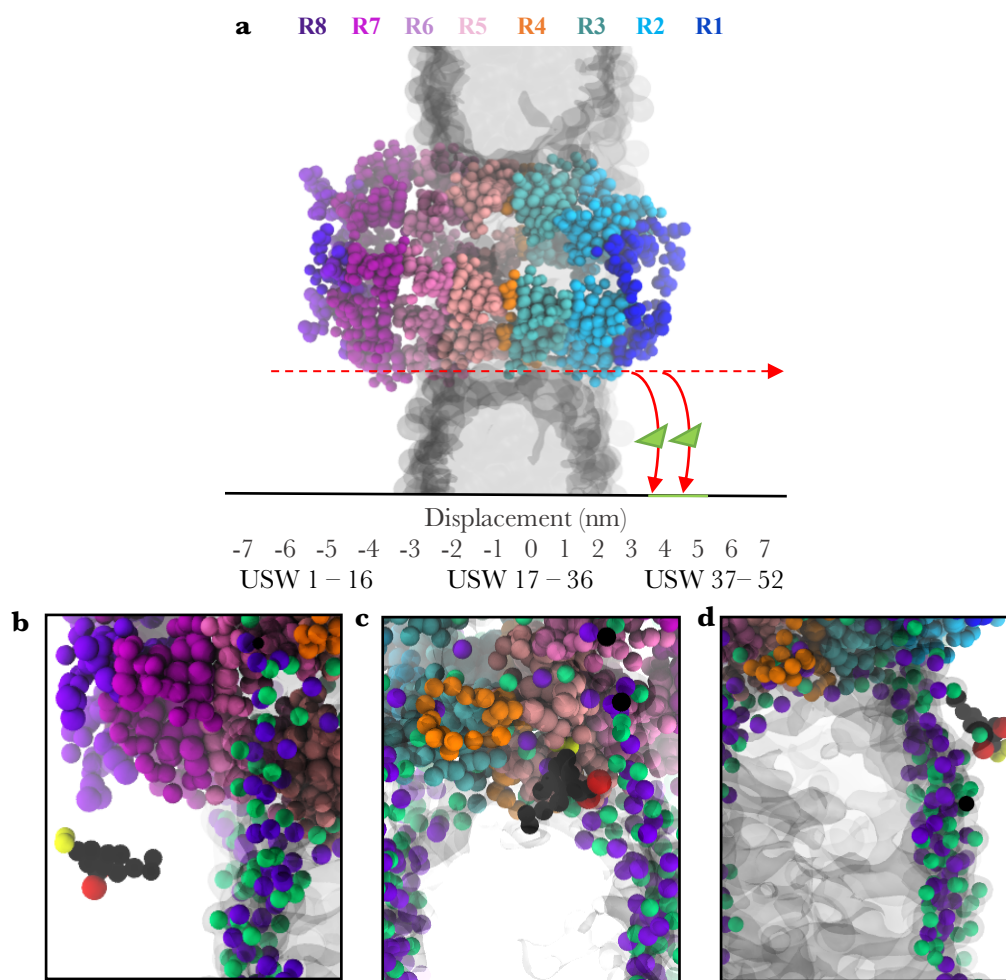 a R8 R7 R6 R5 R4 R3 R2 R1
Displacement (nm)
-7 -6 -5 -4 -3 -2 -1 0 1 2 3 4 5 6 7
USW 1 – 16 USW 17 – 36 USW 37– 52
b c d